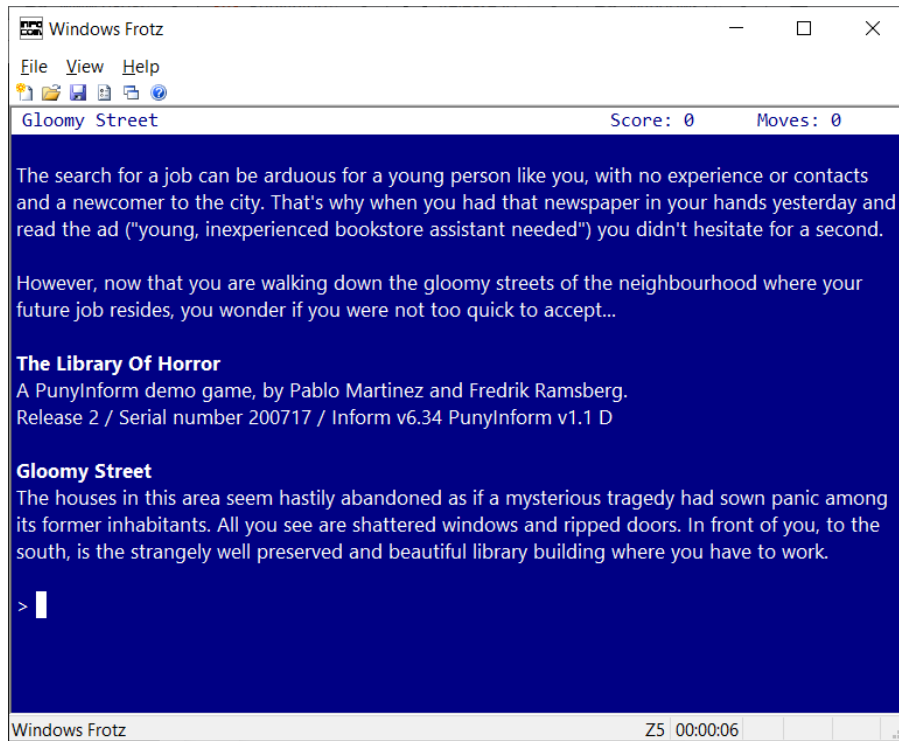 Windows Frotz
File View Help
Gloomy Street Score: 0 Moves: 0
The search for a job can be arduous for a young person like you, with no experience or contacts
and a newcomer to the city. That's why when you had that newspaper in your hands yesterday and
read the ad ("young, inexperienced bookstore assistant needed") you didn't hesitate for a second.
However, now that you are walking down the gloomy streets of the neighbourhood where your
future job resides, you wonder if you were not too quick to accept...
The Library Of Horror
A PunyInform demo game, by Pablo Martinez and Fredrik Ramsberg.
Release 2 / Serial number 200717 / Inform v6.34 PunyInform v1.1 D
Gloomy Street
The houses in this area seem hastily abandoned as if a mysterious tragedy had sown panic among
its former inhabitants. All you see are shattered windows and ripped doors. In front of you, to the
south, is the strangely well preserved and beautiful library building where you have to work.
>
Windows Frotz Z5 00:00:06